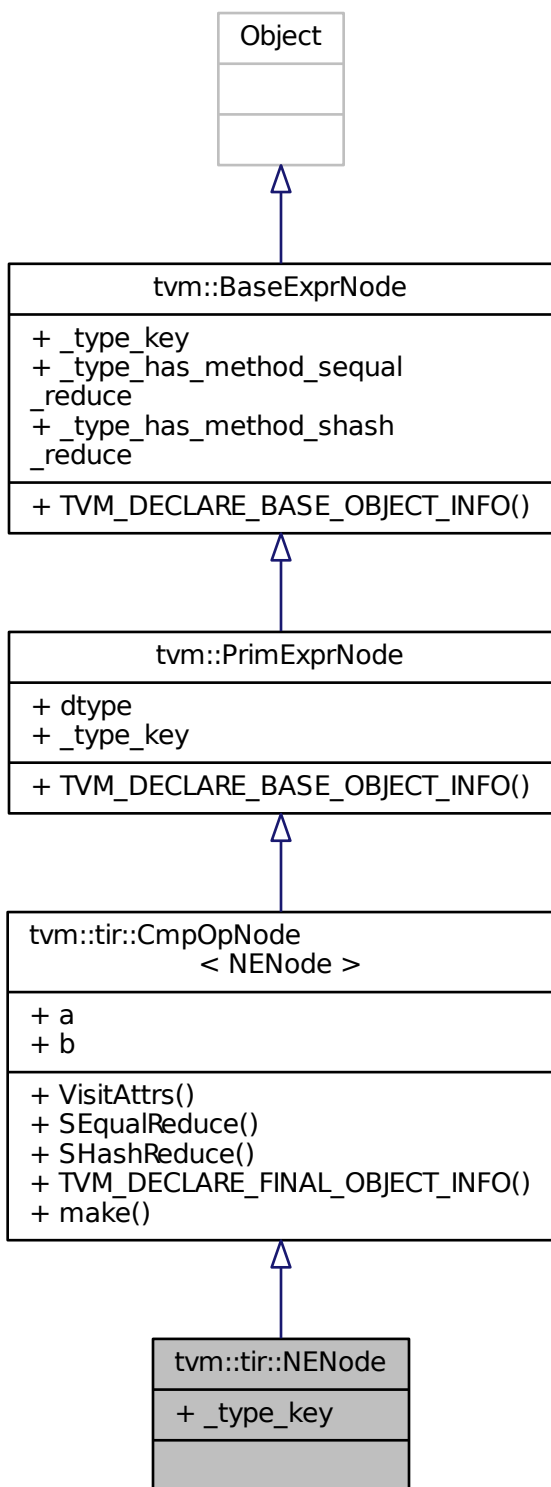 Object
tvm::BaseExprNode
+ _type_key
+ _type_has_method_sequal
_reduce
+ _type_has_method_shash
_reduce
+ TVM_DECLARE_BASE_OBJECT_INFO()
tvm::PrimExprNode
+ dtype
+ _type_key
+ TVM_DECLARE_BASE_OBJECT_INFO()
tvm::tir::CmpOpNode
< NENode >
+ a
+ b
+ VisitAttrs()
+ SEqualReduce()
+ SHashReduce()
+ TVM_DECLARE_FINAL_OBJECT_INFO()
+ make()
tvm::tir::NENode
+ _type_key